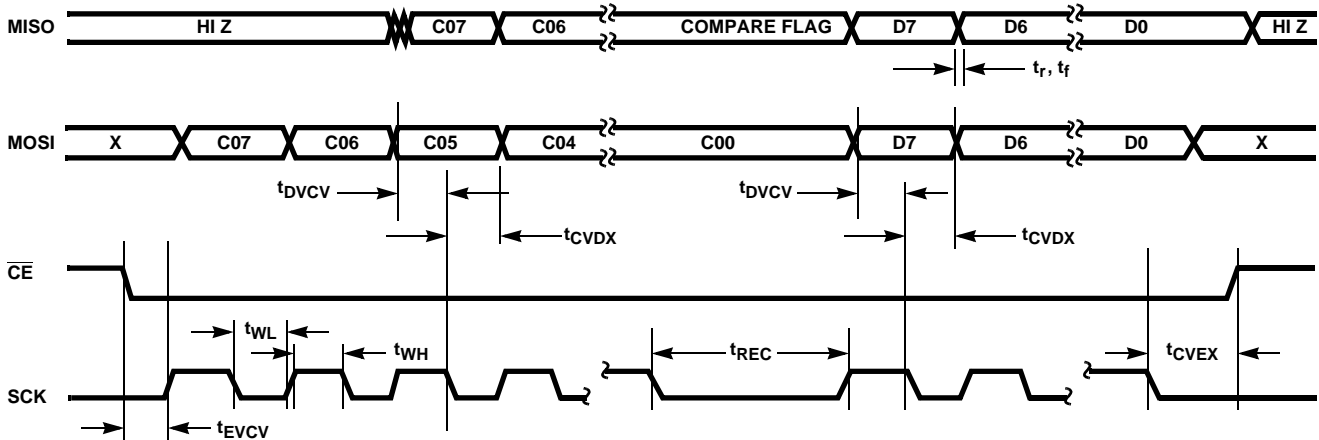 MISO HI Z C07 C06 COMPARE FLAG D7 D6 D0 HI Z
tr, tf
MOSI X C07 C06 C05 C04 C00 D7 D6 D0 X
tDVCV tDVCV
tCVDX tCVDX
CE
tWL tWH tREC tCVEX
SCK
tEVCV